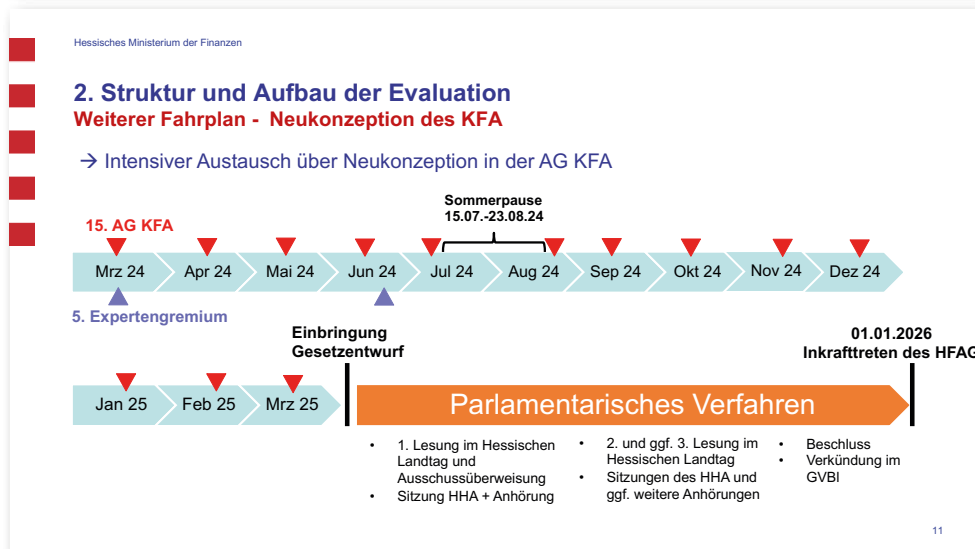 Hessisches Ministerium der Finanzen
2. Struktur und Aufbau der Evaluation
Weiterer Fahrplan - Neukonzeption des KFA
→ Intensiver Austausch über Neukonzeption in der AG KFA
Sommerpause
15.07.-23.08.24
15. AG KFA
Mrz 24 Apr 24 Mai 24 Jun 24 Jul 24 Aug 24 Sep 24 Okt 24 Nov 24 Dez 24
5. Expertengremium
Einbringung
Gesetzentwurf
01.01.2026
Inkrafttreten des HFAG
Jan 25 Feb 25 Mrz 25
Parlamentarisches Verfahren
• 1. Lesung im Hessischen
Landtag und
Ausschussüberweisung
• Sitzung HHA + Anhörung
• 2. und ggf. 3. Lesung im
Hessischen Landtag
• Sitzungen des HHA und
ggf. weitere Anhörungen
• Beschluss
• Verkündung im
GVBl
11